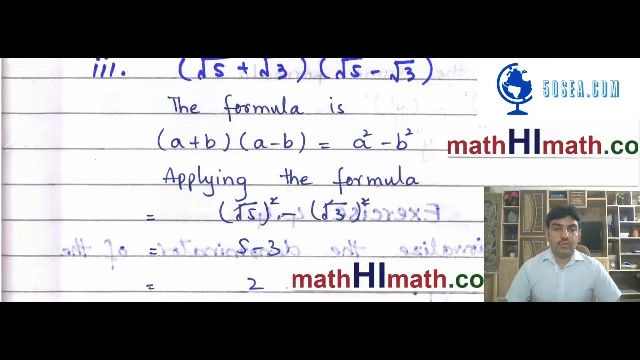 iii. (√5 + √3) (√5 - √3)
The formula is
(a+b) (a-b) = a² - b²
Applying the formula
= (√5)² - (√3)²
= 5-3
= 2
50SEA.COM
mathHImath.co
mathHImath.co